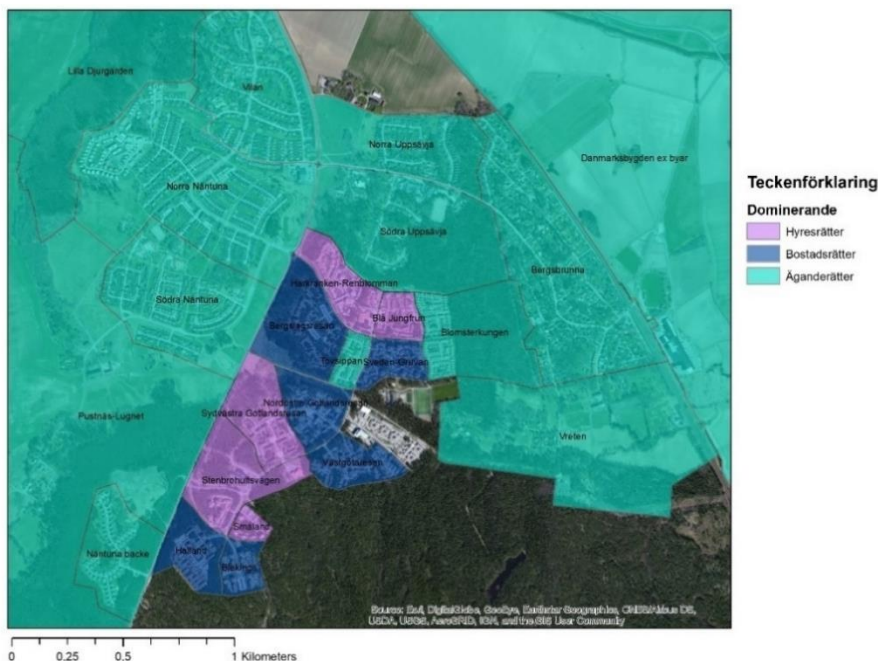 Lilla Djurgården
Vilan
Norra Uppsävja
Danmarksbygden ex byar
Norra Nåntuna
Södra Uppsävja
Bergsbrunna
Södra Nåntuna
Blå Jungfrun
Blomsterkungen
Pustnäs-Lugnet
Sydvästra Gotlandsresan
Vreten
Stenbrohultsvägen
Småland
Nåntuna backe
Halland
Blekinge
Source: Esri, DigitalGlobe, GeoEye, Earthstar Geographics, CNES/Airbus DS,
USDA, USGS, AeroGRID, IGN, and the GIS User Community
Teckenförklaring
Dominerande
Hyresrätter
Bostadsrätter
Äganderätter
0 0.25 0.5 1 Kilometers